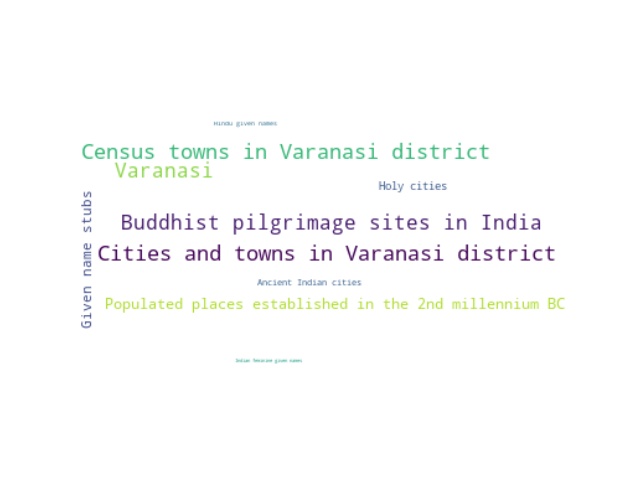 Hindu given names
Census towns in Varanasi district
Varanasi
Holy cities
Given name stubs
Buddhist pilgrimage sites in India
Cities and towns in Varanasi district
Ancient Indian cities
Populated places established in the 2nd millennium BC
Indian feminine given names